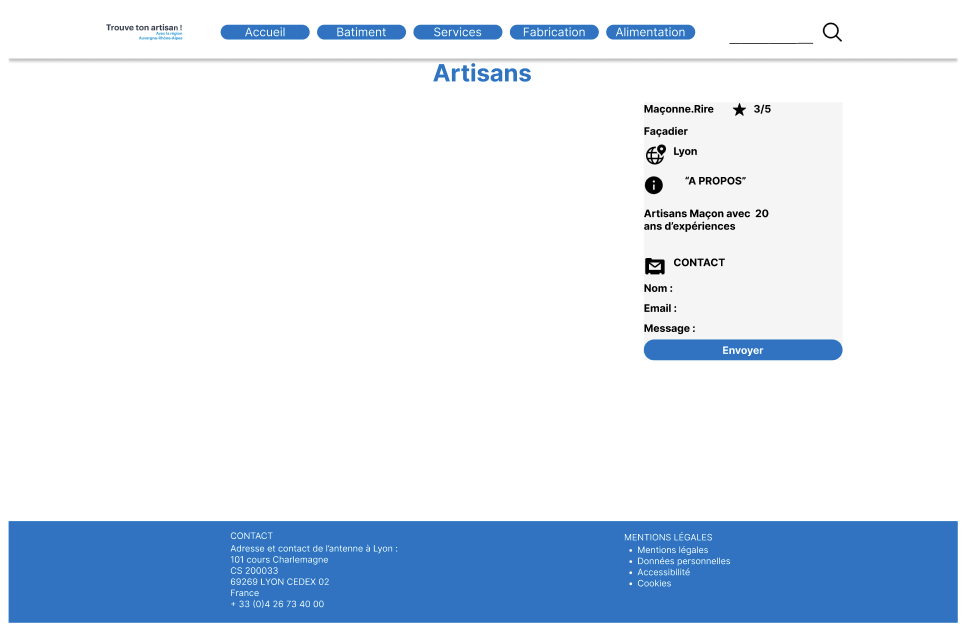 Trouve ton artisan !
Avec la région
Auvergne-Rhône-Alpes
Accueil
Batiment
Services
Fabrication
Alimentation
Artisans
Maçonne.Rire 3/5
Façadier
Lyon
“A PROPOS”
Artisans Maçon avec 20
ans d’expériences
CONTACT
Nom :
Email :
Message :
Envoyer
CONTACT
Adresse et contact de l’antenne à Lyon :
101 cours Charlemagne
CS 200033
69269 LYON CEDEX 02
France
+ 33 (0)4 26 73 40 00
MENTIONS LÉGALES
• Mentions légales
• Données personnelles
• Accessibilité
• Cookies